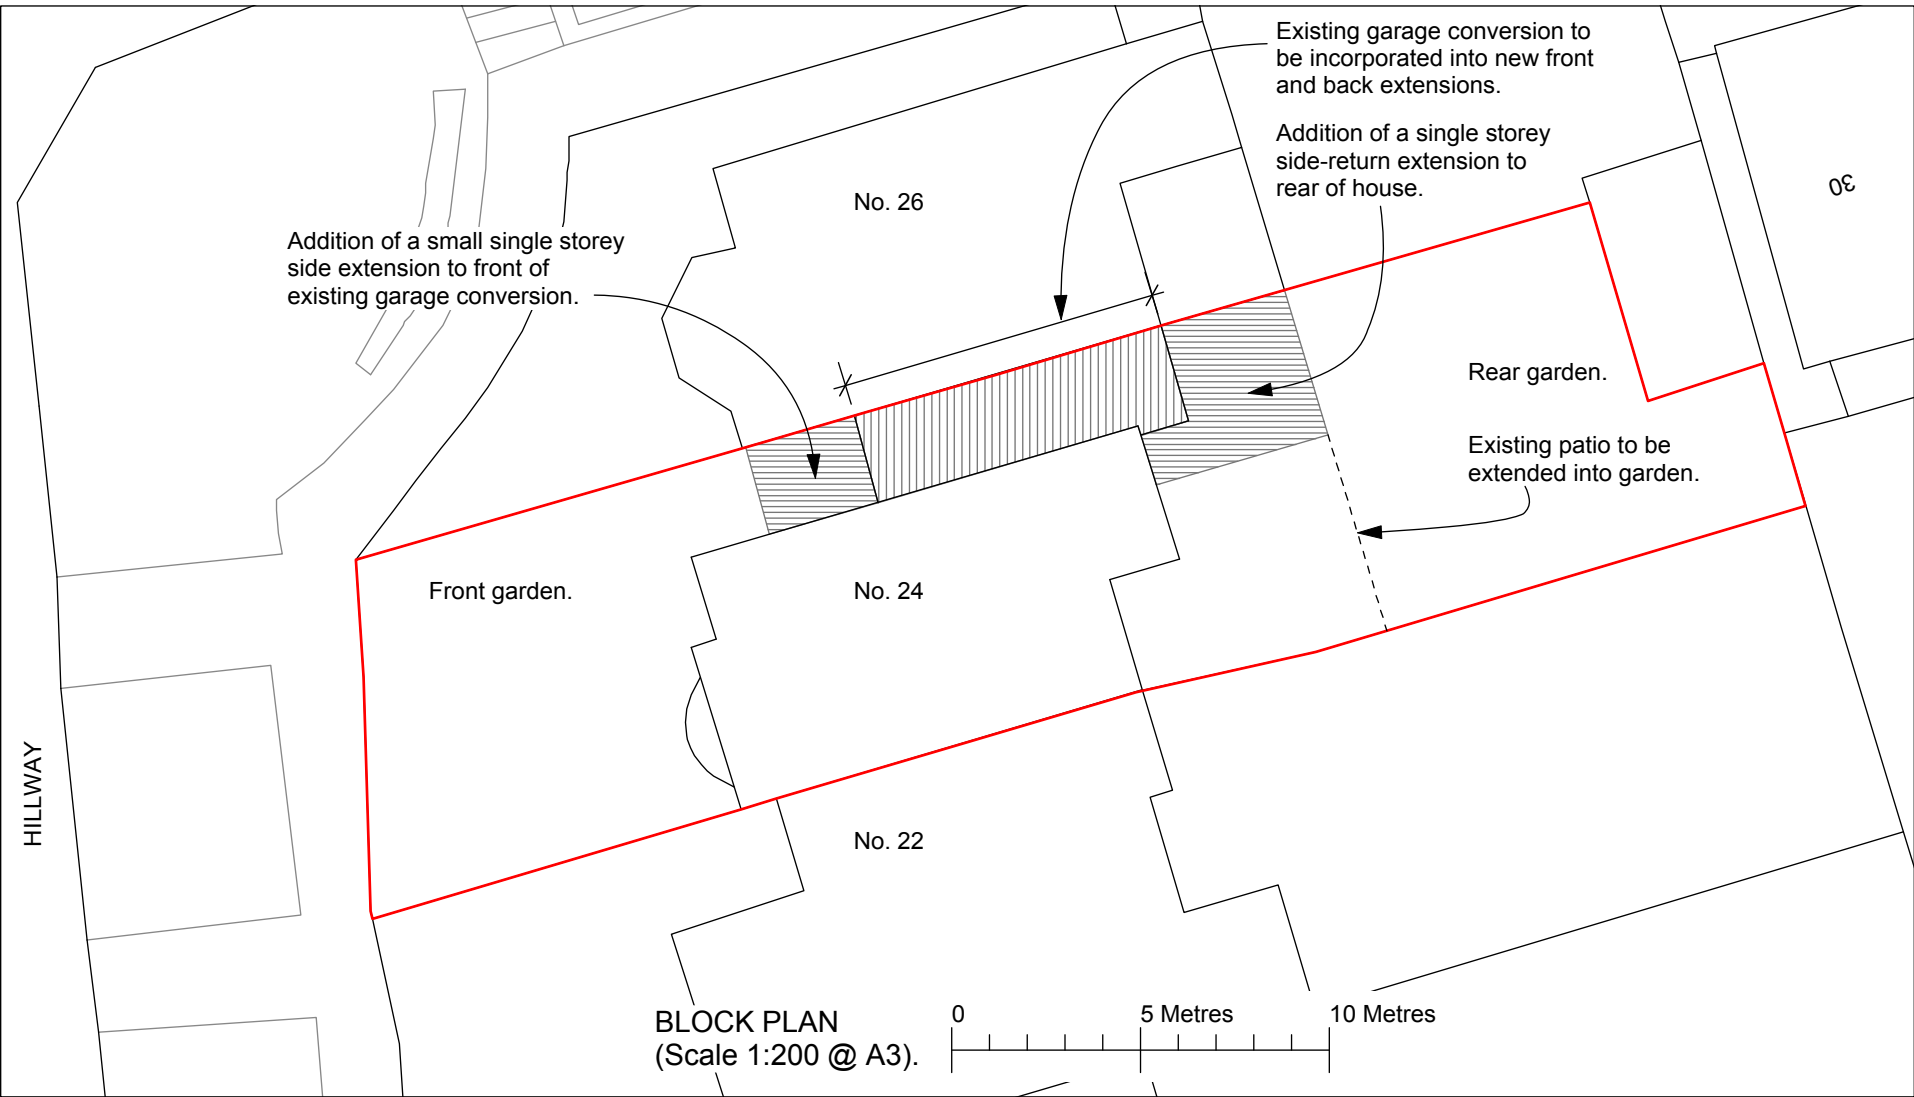 Existing garage conversion to
be incorporated into new front
and back extensions.
Addition of a single storey
side-return extension to
rear of house.
30
No. 26
Addition of a small single storey
side extension to front of
existing garage conversion.
Rear garden.
Existing patio to be
extended into garden.
Front garden.
No. 24
HILLWAY
No. 22
BLOCK PLAN
(Scale 1:200 @ A3).
0 5 Metres 10 Metres